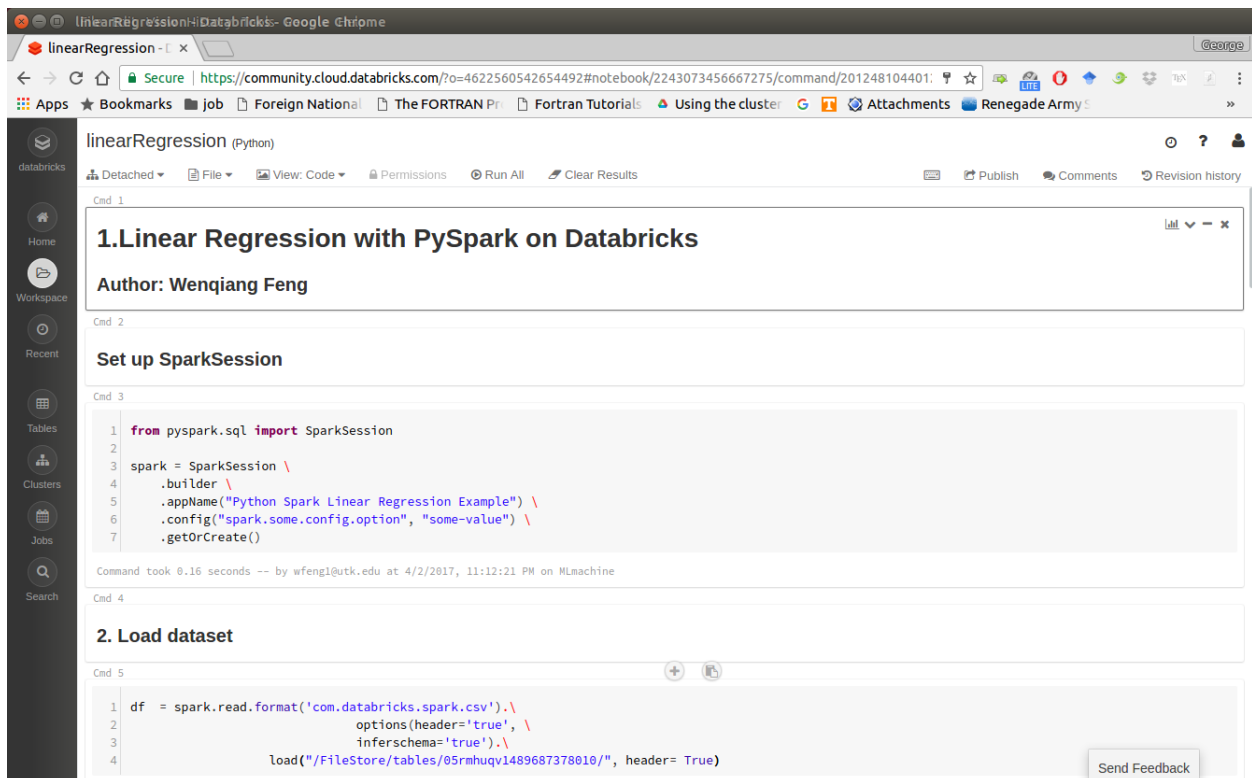 linearRegression - Databricks - Google Chrome
linearRegression - D
George
Secure | https://community.cloud.databricks.com/?o=4622560542654492#notebook/2243073456667275/command/201248104401
LITE
Apps Bookmarks job Foreign National The FORTRAN Pr Fortran Tutorials Using the cluster G T Attachments Renegade Army S »
databricks
Home
Workspace
Recent
Tables
Clusters
Jobs
Search
linearRegression (Python)
?
Detached File View: Code Permissions Run All Clear Results Publish Comments Revision history
Cmd 1
1.Linear Regression with PySpark on Databricks
Author: Wenqiang Feng
Cmd 2
Set up SparkSession
Cmd 3
1 from pyspark.sql import SparkSession
2
3 spark = SparkSession \
4 .builder \
5 .appName("Python Spark Linear Regression Example") \
6 .config("spark.some.config.option", "some-value") \
7 .getOrCreate()
Command took 0.16 seconds -- by wfeng1@utk.edu at 4/2/2017, 11:12:21 PM on MLmachine
Cmd 4
2. Load dataset
Cmd 5
1 df = spark.read.format('com.databricks.spark.csv').\
2 options(header='true', \
3 inferschema='true').\
4 load("/FileStore/tables/05rmhuqv1489687378010/", header= True)
Send Feedback